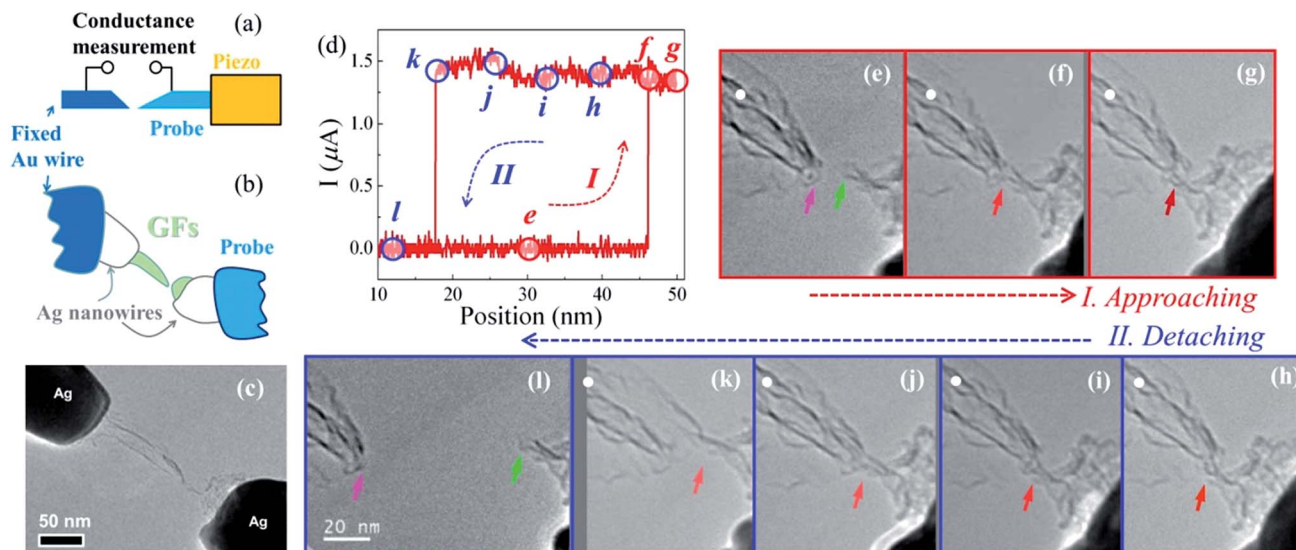 Conductance
measurement
(a)
Piezo
Fixed
Au wire
Probe
(b)
GFs
Probe
Ag nanowires
(c)
Ag
Ag
50 nm
(d)
I (μA)
1.5
1.0
0.5
0.0
k
j
i
h
f
g
II
I
l
e
10 20 30 40 50
Position (nm)
(e)
(f)
(g)
I. Approaching
II. Detaching
(l)
(k)
(j)
(i)
(h)
20 nm